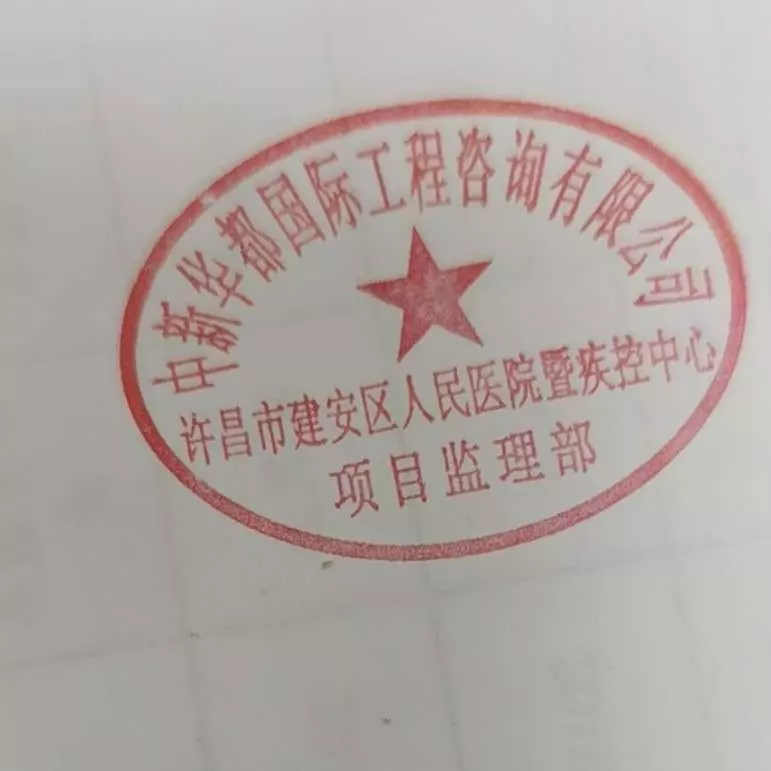 中新华都国际工程咨询有限公司
许昌市建安区人民医院暨疾控中心
项目监理部